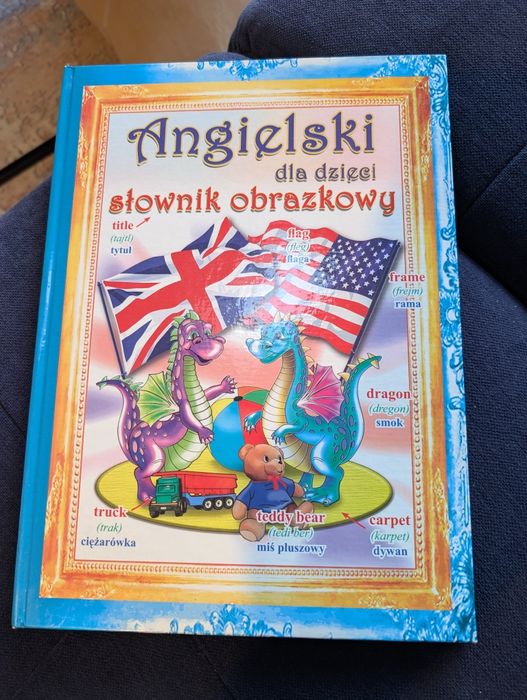 Angielski
dla dzieci
słownik obrazkowy
title
(tajtl)
tytuł
flag
(fleg)
flaga
frame
(frejm)
rama
dragon
(dregon)
smok
truck
(trak)
ciężarówka
teddy bear
(tedi ber)
miś pluszowy
carpet
(karpet)
dywan